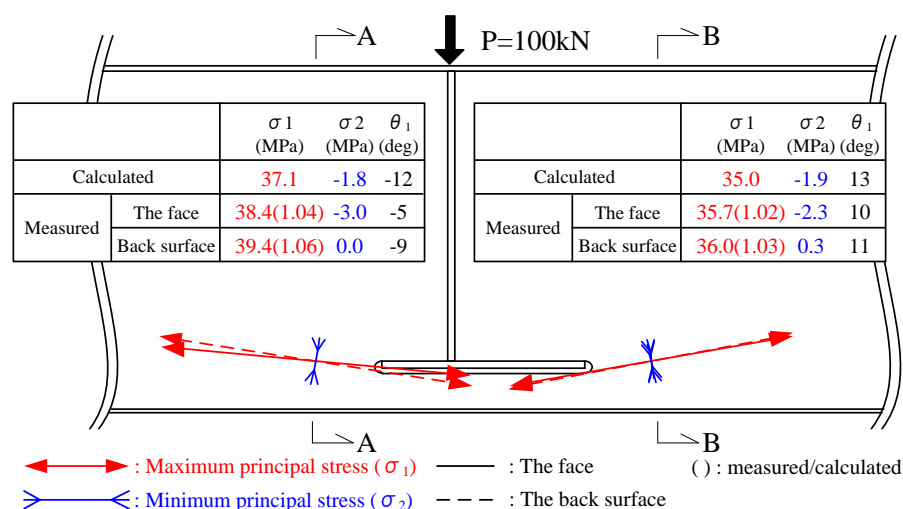 A
P=100kN
B
σ1 σ2 θ1
(MPa) (MPa) (deg)
Calculated 37.1 -1.8 -12
Measured
The face 38.4(1.04) -3.0 -5
Back surface 39.4(1.06) 0.0 -9
σ1 σ2 θ1
(MPa) (MPa) (deg)
Calculated 35.0 -1.9 13
Measured
The face 35.7(1.02) -2.3 10
Back surface 36.0(1.03) 0.3 11
A
B
: Maximum principal stress (σ1) : The face ( ) : measured/calculated
: Minimum principal stress (σ2) : The back surface